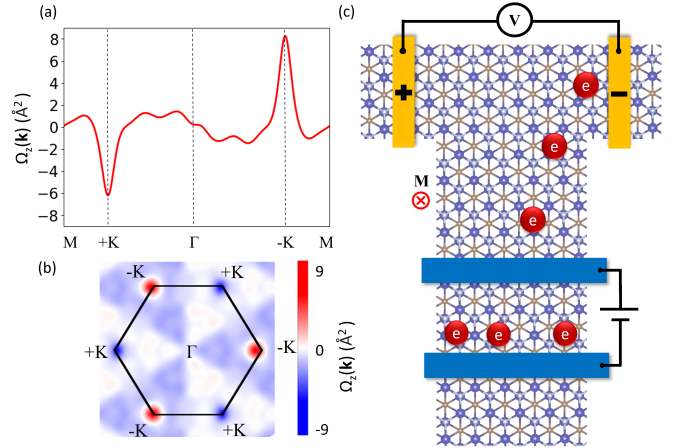 (a)
Ω_z(k) (Å²)
8
6
4
2
0
−2
−4
−6
−8
M +K Γ -K M
(b)
-K +K
+K Γ -K
-K +K
9
0
-9
Ω_z(k) (Å²)
(c)
V
+ −
e
e
M
e
e e e